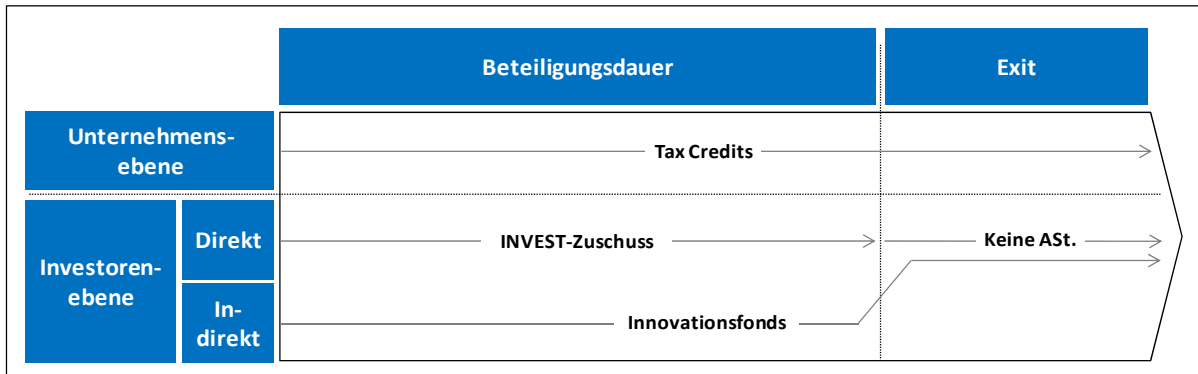 Beteiligungsdauer
Exit
Unternehmens-
ebene
Tax Credits
Investoren-
ebene
Direkt
INVEST-Zuschuss
Keine ASt.
In-
direkt
Innovationsfonds